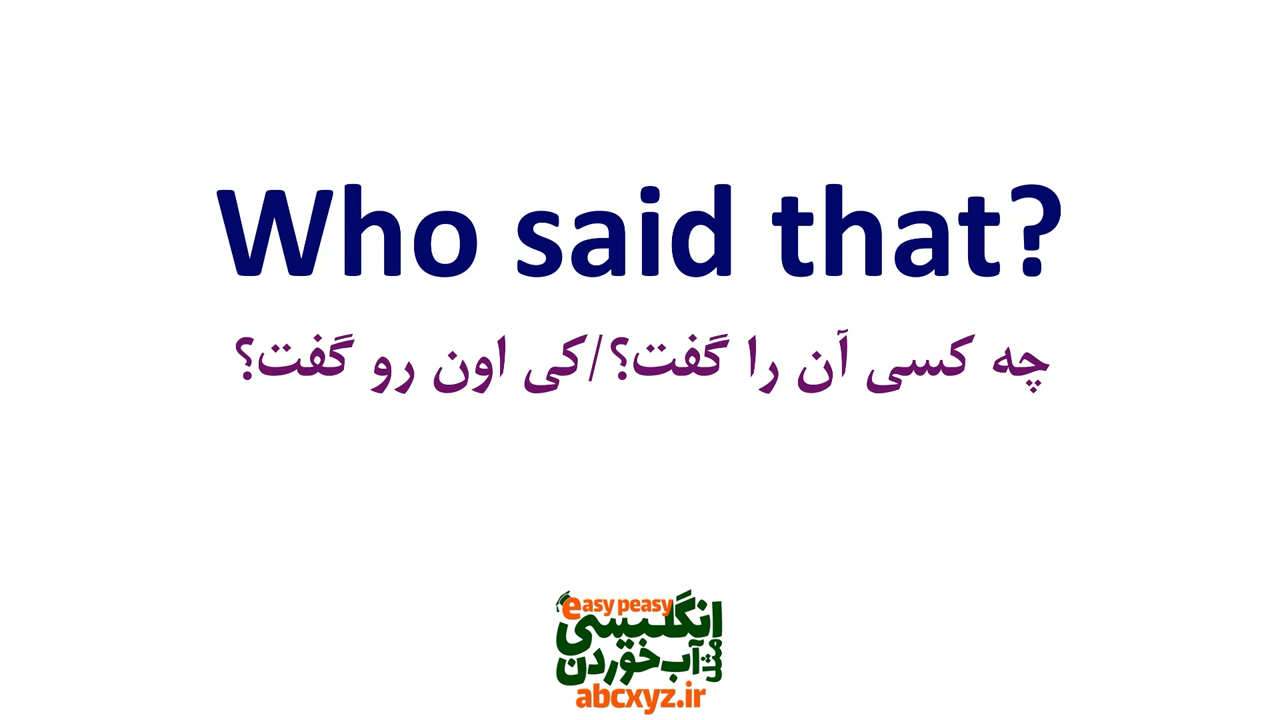 Who said that?
چه کسی آن را گفت؟/کی اون رو گفت؟
easy peasy
انگلیسی
مثل آب خوردن
abcxyz.ir